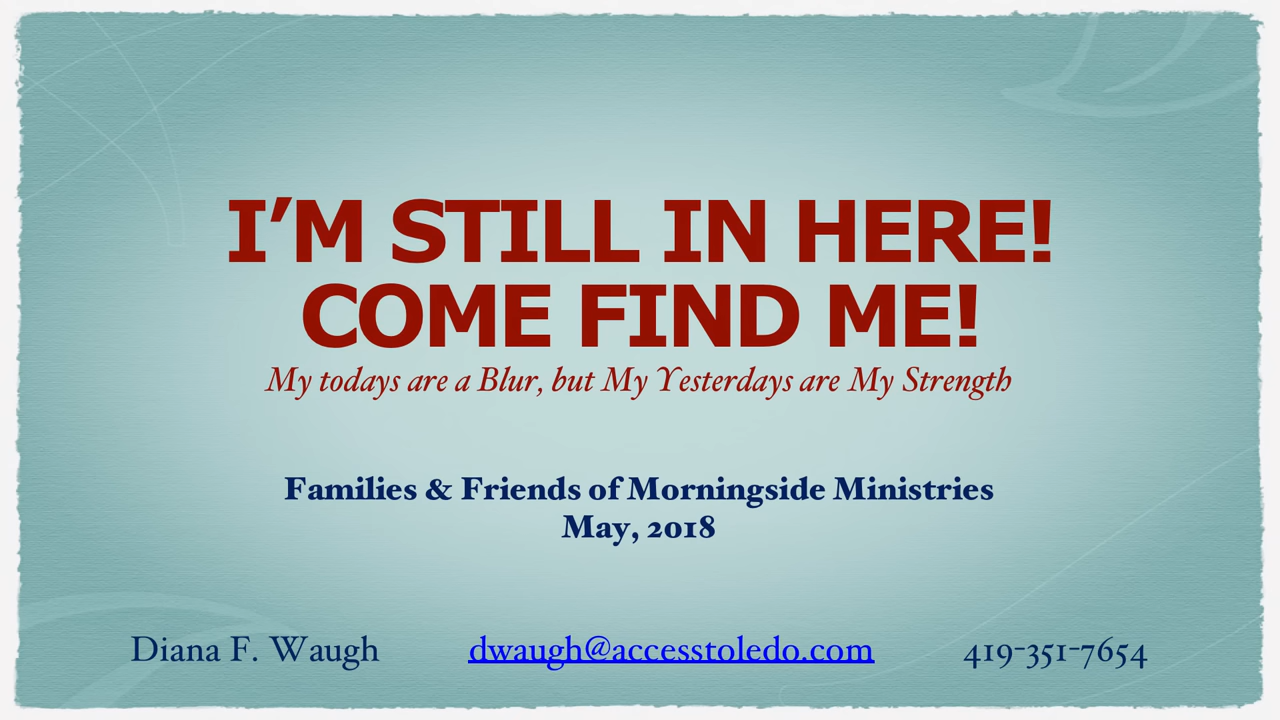 I’M STILL IN HERE!
COME FIND ME!
My todays are a Blur, but My Yesterdays are My Strength
Families & Friends of Morningside Ministries
May, 2018
Diana F. Waugh dwaugh@accesstoledo.com 419-351-7654